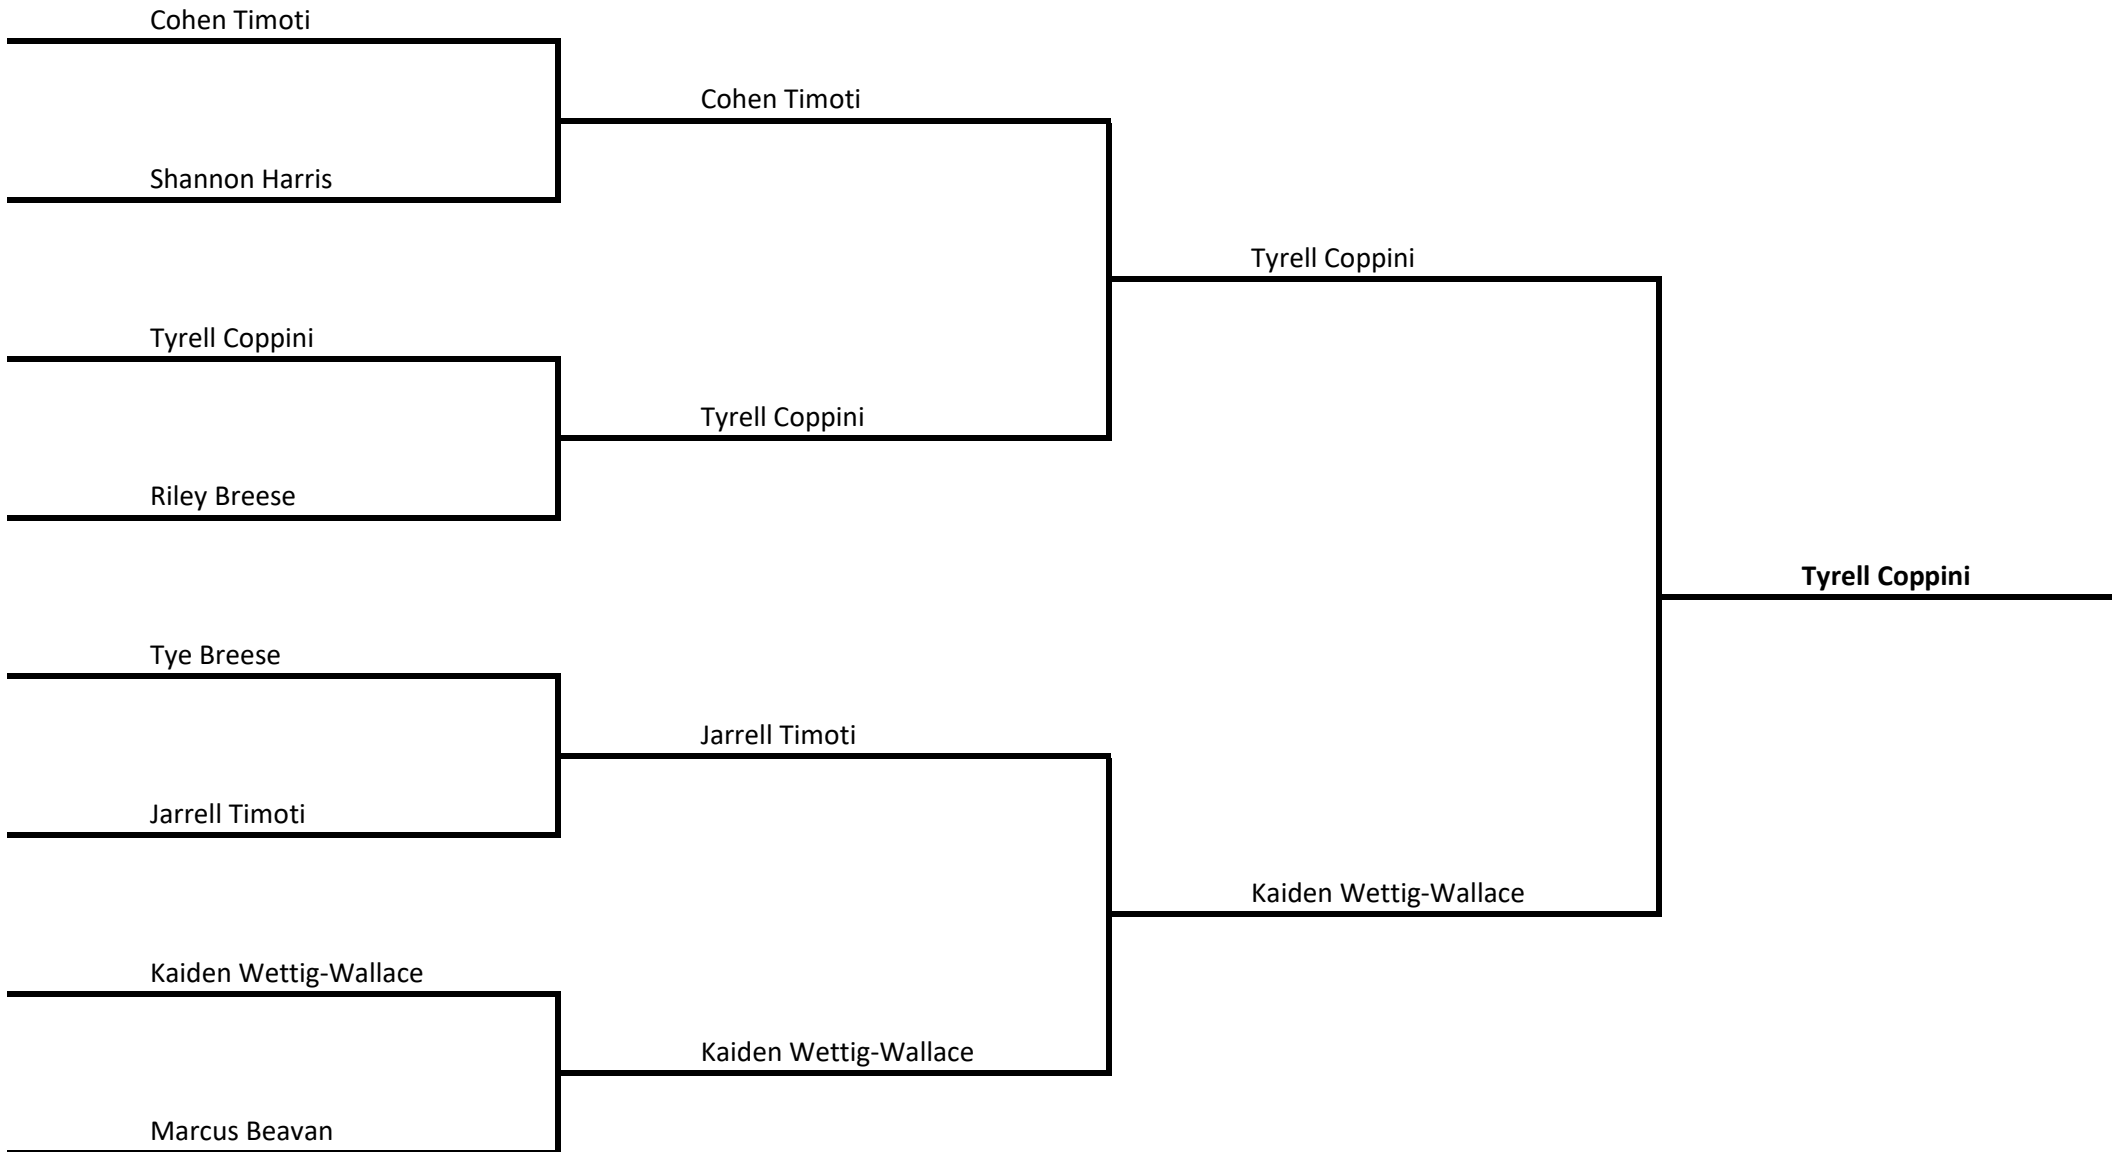 Cohen Timoti
Cohen Timoti
Shannon Harris
Tyrell Coppini
Tyrell Coppini
Tyrell Coppini
Riley Breese
Tyrell Coppini
Tye Breese
Jarrell Timoti
Jarrell Timoti
Kaiden Wettig-Wallace
Kaiden Wettig-Wallace
Kaiden Wettig-Wallace
Marcus Beavan